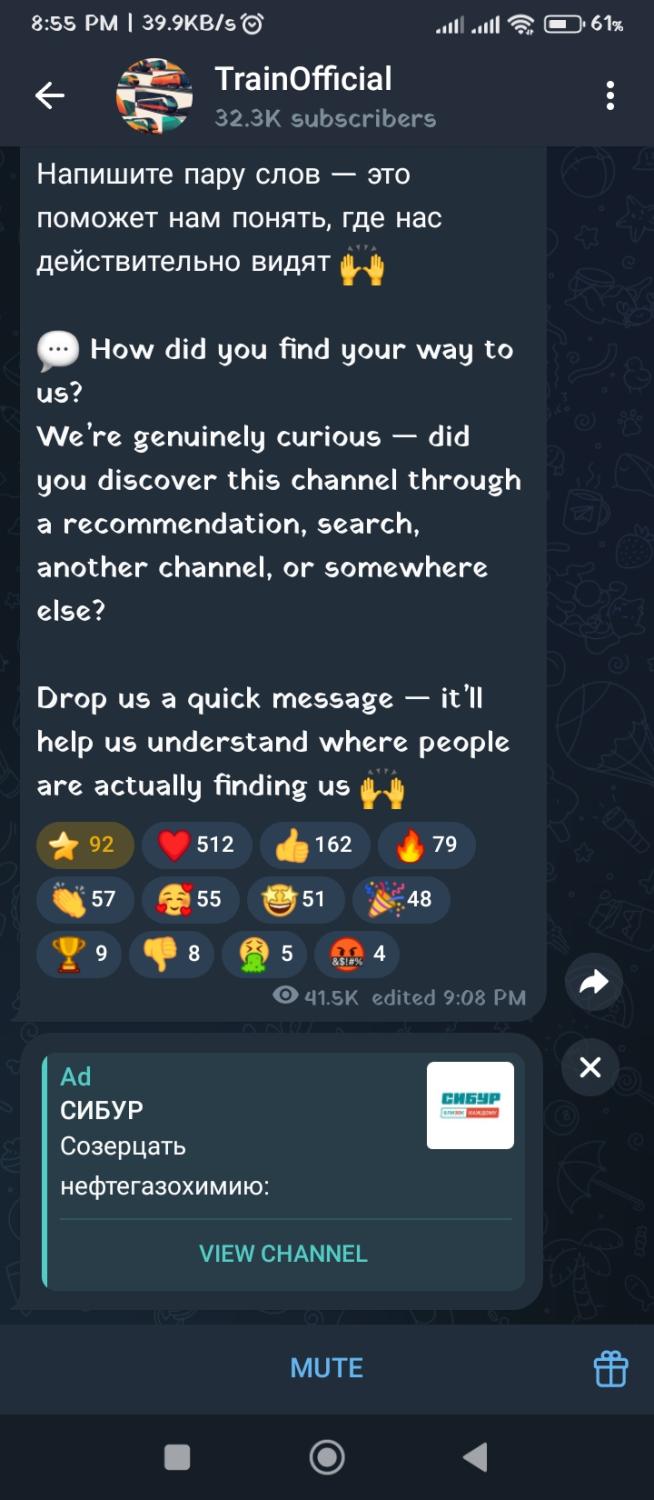 8:55 PM | 39.9KB/s
61%
TrainOfficial
32.3K subscribers
Напишите пару слов — это
поможет нам понять, где нас
действительно видят 🙌
💬 How did you find your way to
us?
We're genuinely curious — did
you discover this channel through
a recommendation, search,
another channel, or somewhere
else?
Drop us a quick message — it'll
help us understand where people
are actually finding us 🙌
⭐ 92 ❤️ 512 👍 162 🔥 79
👏 57 🥰 55 🤩 51 🎉 48
🏆 9 👎 8 🤮 5 🤬 4
41.5K edited 9:08 PM
Ad
СИБУР
СИБУР
БЛИЗОК КАЖДОМУ
Созерцать
нефтегазохимию:
VIEW CHANNEL
MUTE